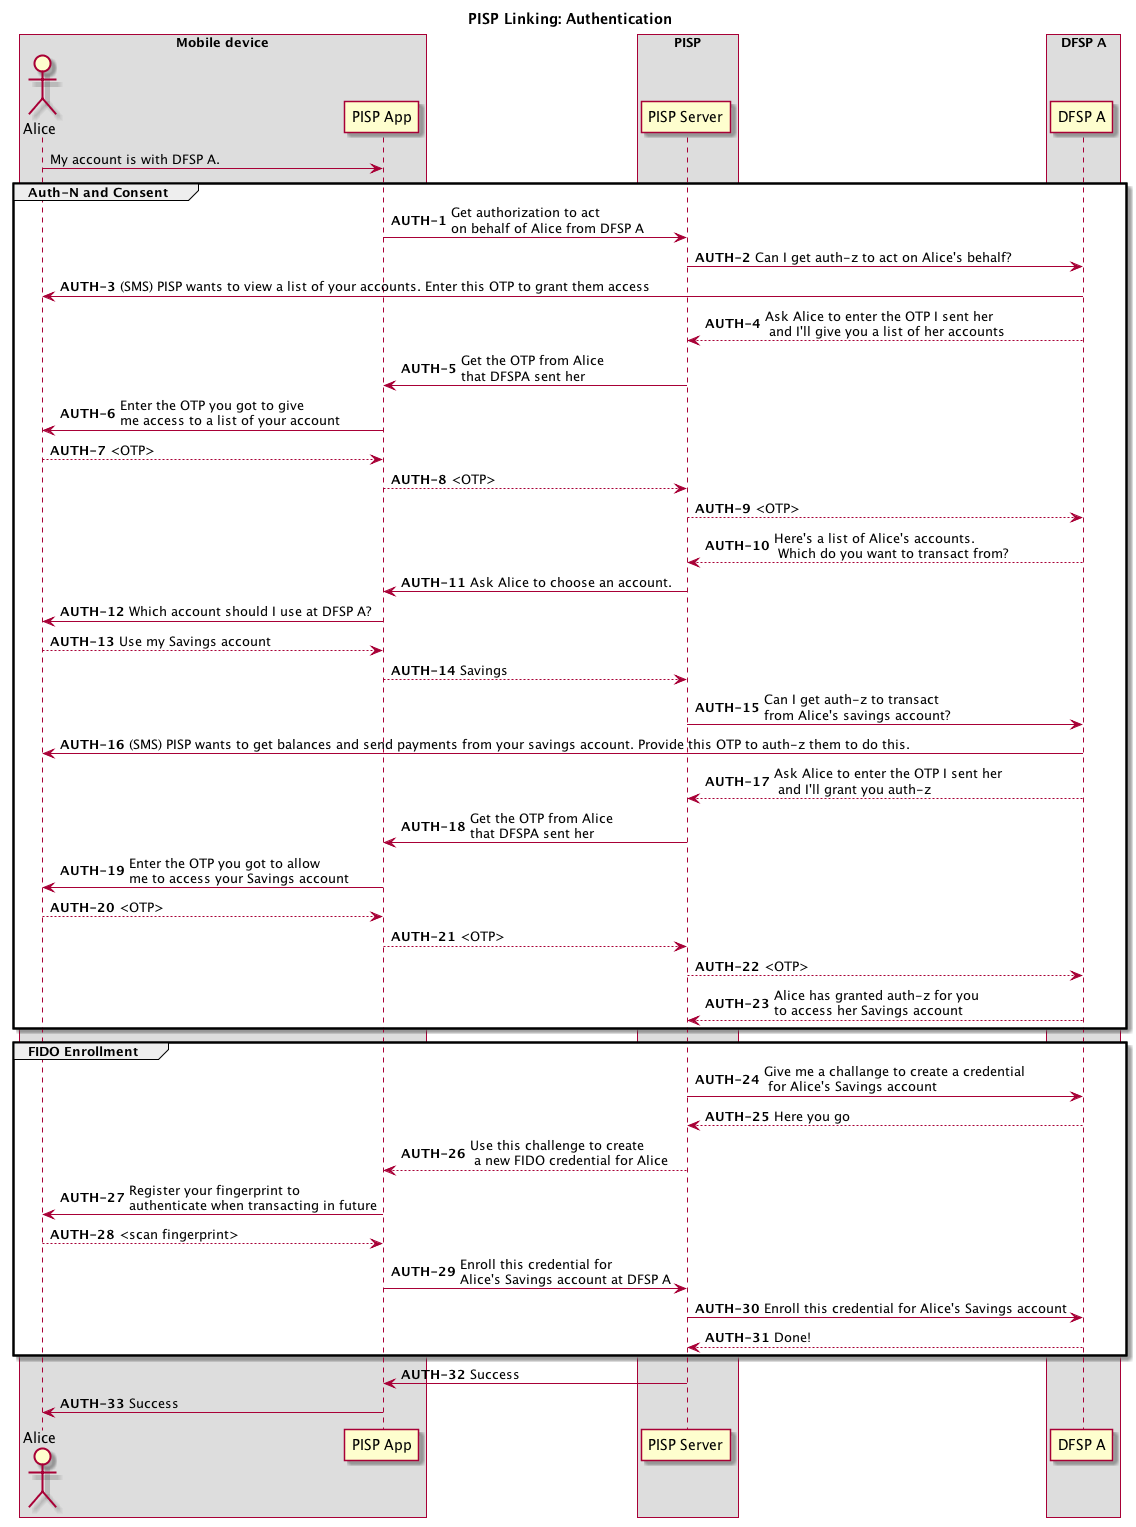 PISP Linking: Authentication
Mobile device
PISP
DFSP A
Alice
PISP App
PISP Server
DFSP A
My account is with DFSP A.
Auth-N and Consent
AUTH-1 Get authorization to act
on behalf of Alice from DFSP A
AUTH-2 Can I get auth-z to act on Alice's behalf?
AUTH-3 (SMS) PISP wants to view a list of your accounts. Enter this OTP to grant them access
AUTH-4 Ask Alice to enter the OTP I sent her
and I'll give you a list of her accounts
AUTH-5 Get the OTP from Alice
that DFSPA sent her
AUTH-6 Enter the OTP you got to give
me access to a list of your account
AUTH-7 <OTP>
AUTH-8 <OTP>
AUTH-9 <OTP>
AUTH-10 Here's a list of Alice's accounts.
Which do you want to transact from?
AUTH-11 Ask Alice to choose an account.
AUTH-12 Which account should I use at DFSP A?
AUTH-13 Use my Savings account
AUTH-14 Savings
AUTH-15 Can I get auth-z to transact
from Alice's savings account?
AUTH-16 (SMS) PISP wants to get balances and send payments from your savings account. Provide this OTP to auth-z them to do this.
AUTH-17 Ask Alice to enter the OTP I sent her
and I'll grant you auth-z
AUTH-18 Get the OTP from Alice
that DFSPA sent her
AUTH-19 Enter the OTP you got to allow
me to access your Savings account
AUTH-20 <OTP>
AUTH-21 <OTP>
AUTH-22 <OTP>
AUTH-23 Alice has granted auth-z for you
to access her Savings account
FIDO Enrollment
AUTH-24 Give me a challange to create a credential
for Alice's Savings account
AUTH-25 Here you go
AUTH-26 Use this challenge to create
a new FIDO credential for Alice
AUTH-27 Register your fingerprint to
authenticate when transacting in future
AUTH-28 <scan fingerprint>
AUTH-29 Enroll this credential for
Alice's Savings account at DFSP A
AUTH-30 Enroll this credential for Alice's Savings account
AUTH-31 Done!
AUTH-32 Success
AUTH-33 Success
Alice
PISP App
PISP Server
DFSP A